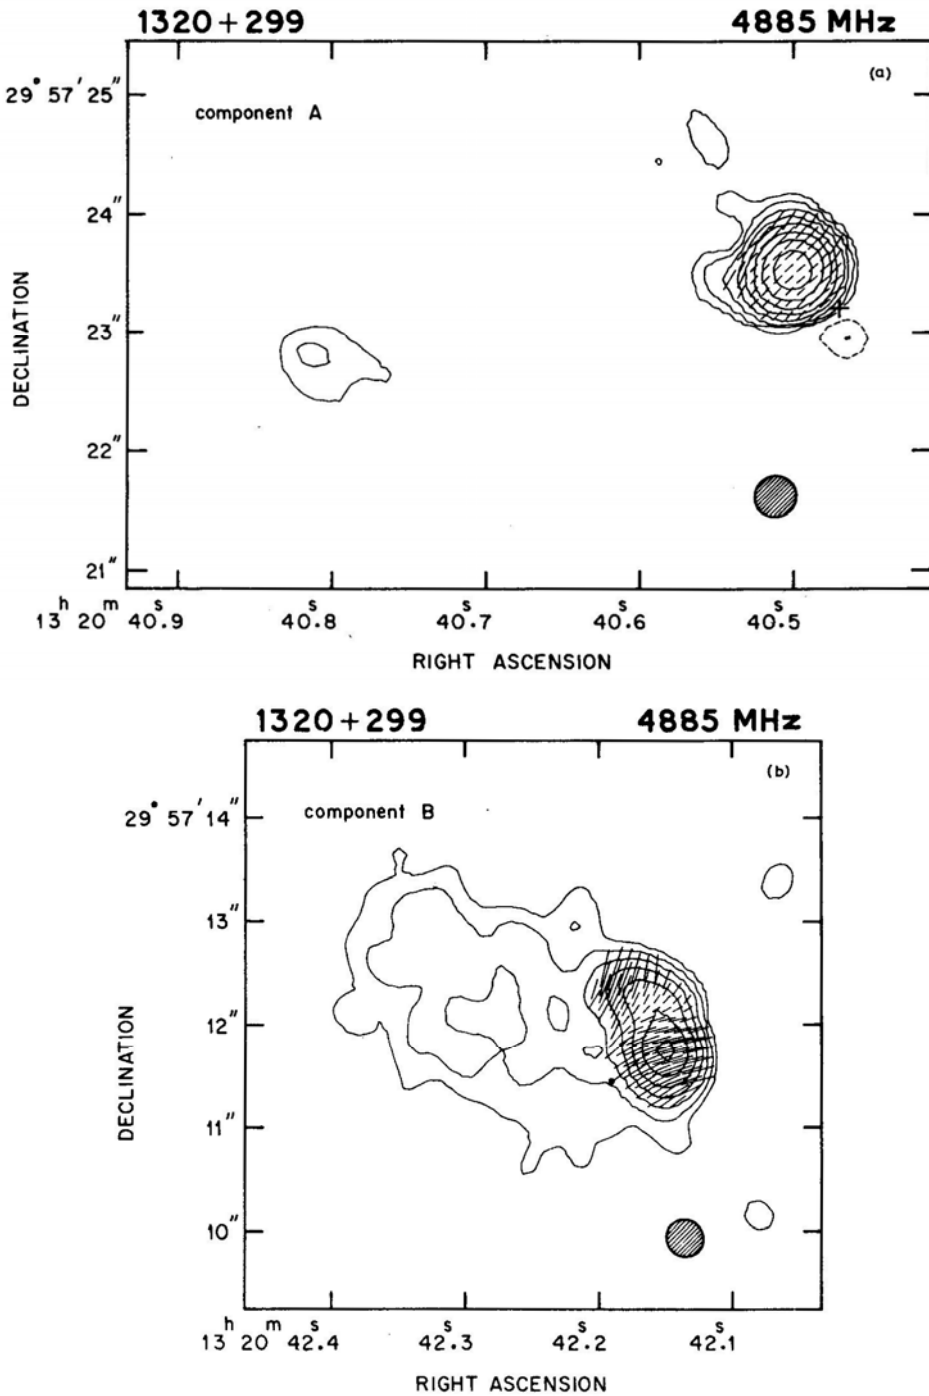 1320+299 4885 MHz
(a)
29° 57' 25"
component A
24"
23"
22"
21"
DECLINATION
h m s s s s s
13 20 40.9 40.8 40.7 40.6 40.5
RIGHT ASCENSION
1320+299 4885 MHz
(b)
29° 57' 14"
component B
13"
12"
11"
10"
DECLINATION
h m s s s s
13 20 42.4 42.3 42.2 42.1
RIGHT ASCENSION